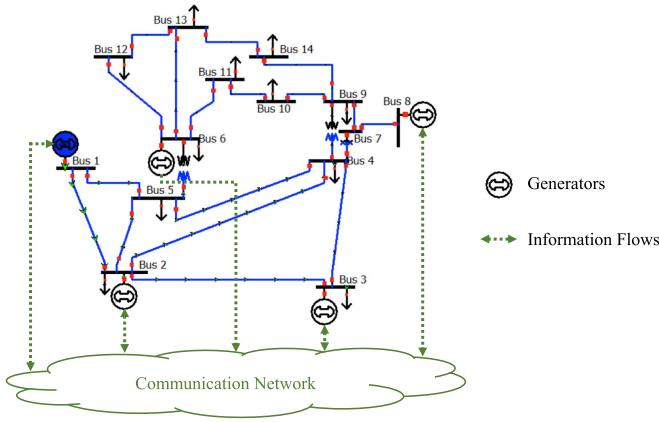 Bus 13
Bus 12
Bus 14
Bus 11
Bus 10
Bus 9
Bus 8
Bus 7
Bus 6
Bus 1
Bus 4
Bus 5
Generators
Information Flows
Bus 2
Bus 3
Communication Network